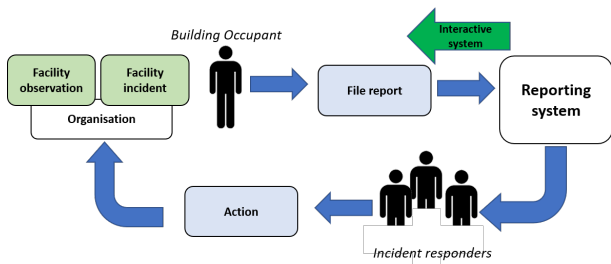 Building Occupant
Interactive
system
Facility
observation
Facility
incident
Organisation
File report
Reporting
system
Action
Incident responders